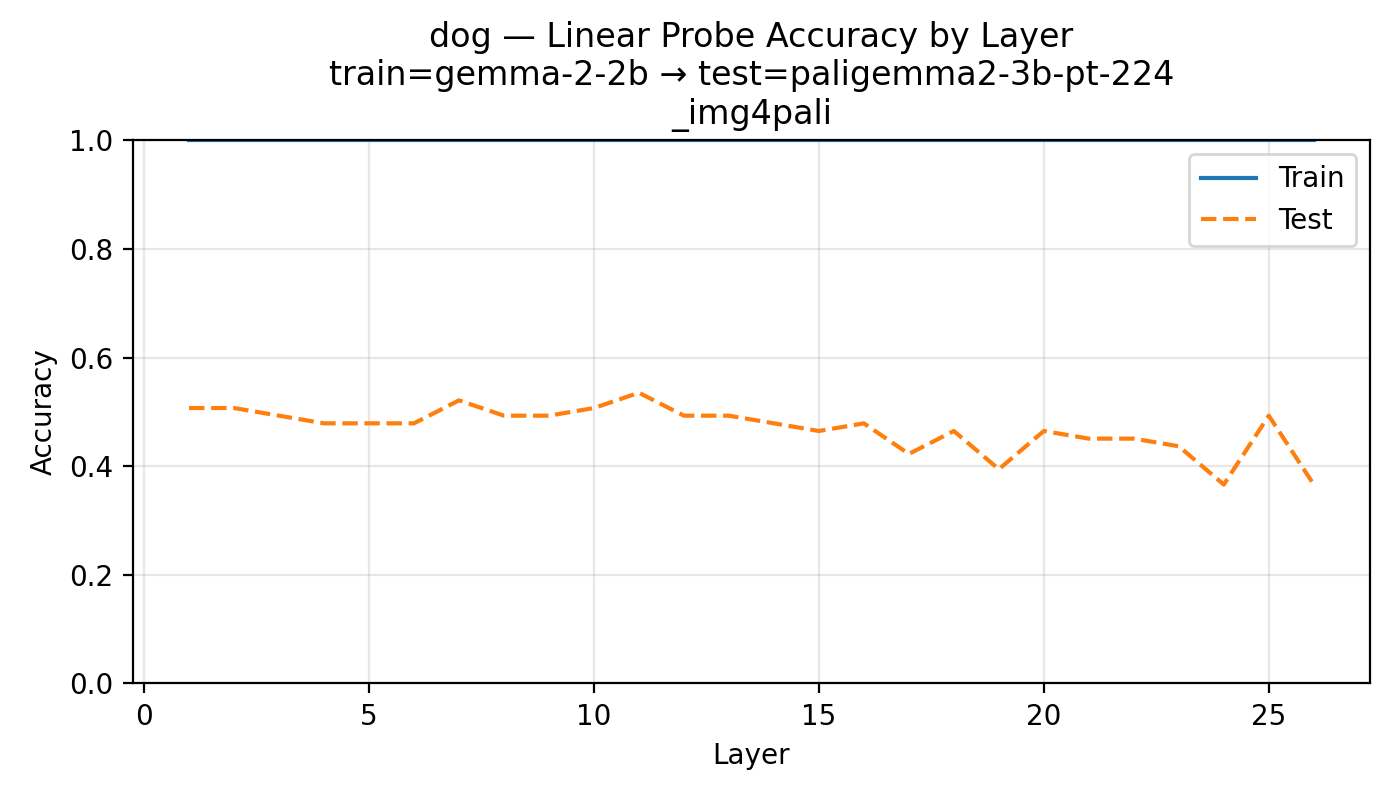 dog — Linear Probe Accuracy by Layer
train=gemma-2-2b → test=paligemma2-3b-pt-224
_img4pali
1.0
0.8
0.6
0.4
0.2
0.0
Accuracy
Train
Test
0 5 10 15 20 25
Layer